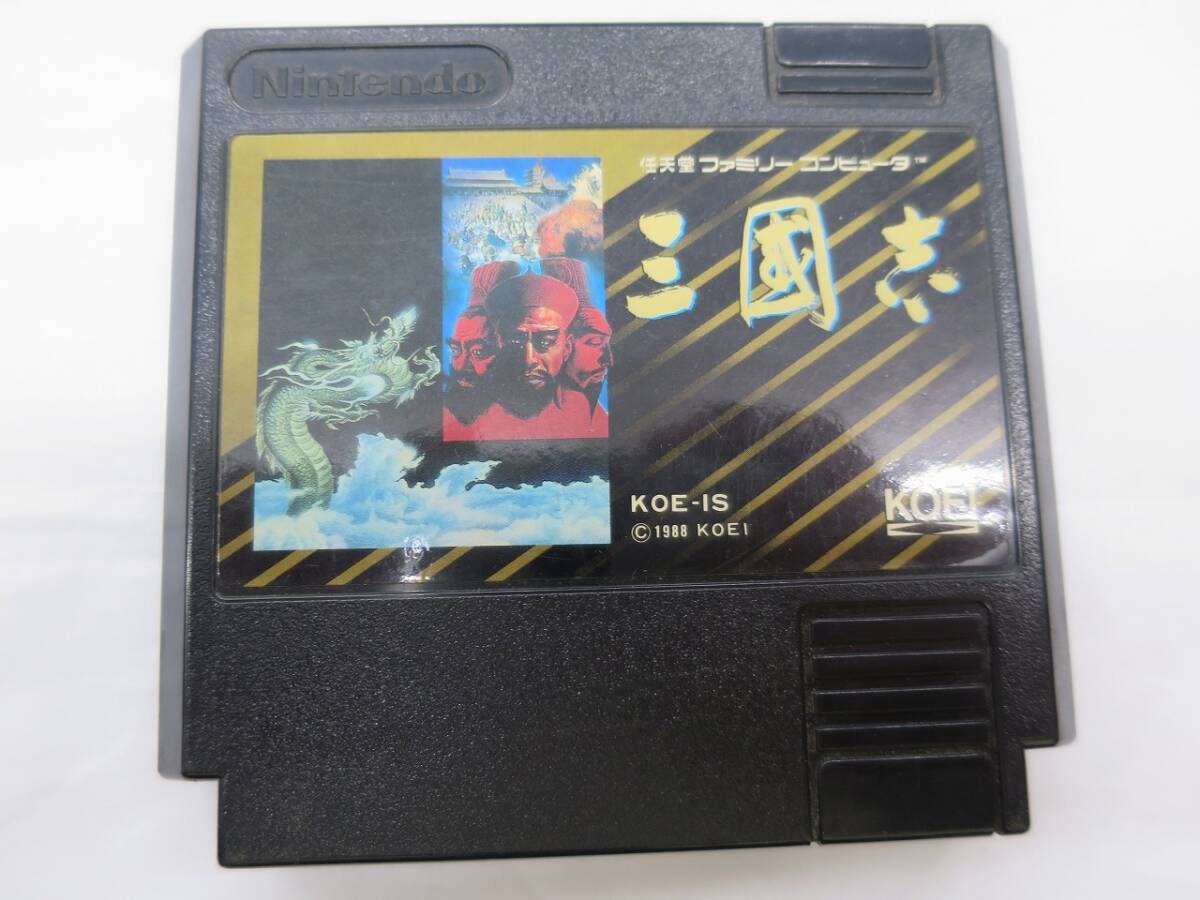 Nintendo
任天堂 ファミリー コンピュータ™
三國志
KOE-IS
© 1988 KOEI
KOEI